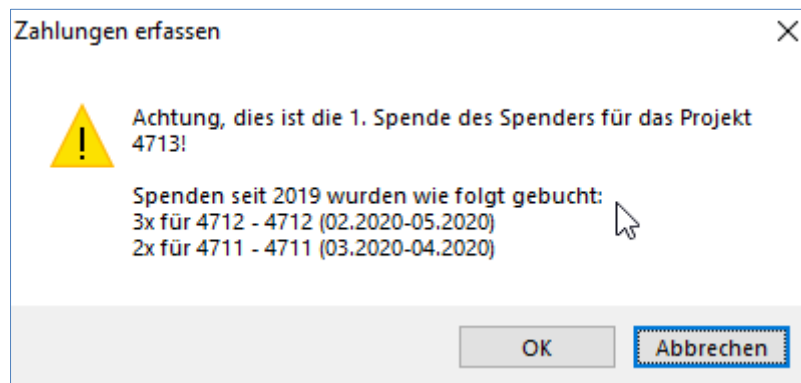 Zahlungen erfassen
Achtung, dies ist die 1. Spende des Spenders für das Projekt
4713!
Spenden seit 2019 wurden wie folgt gebucht:
3x für 4712 - 4712 (02.2020-05.2020)
2x für 4711 - 4711 (03.2020-04.2020)
OK
Abbrechen